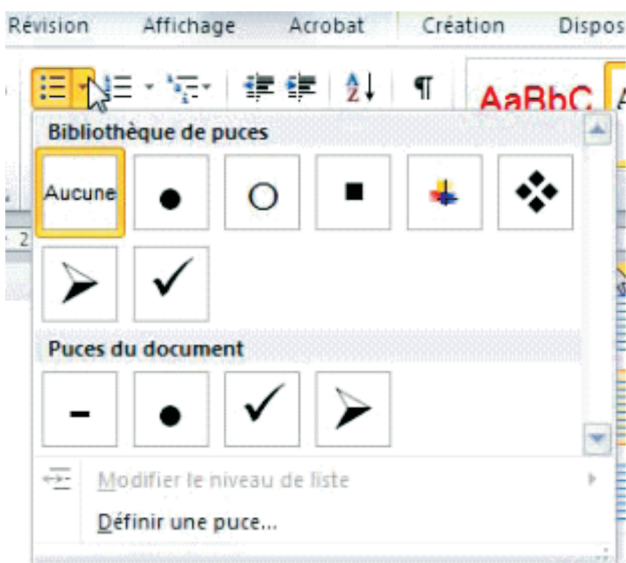 Révision Affichage Acrobat Création Dispos
AaBbC
Bibliothèque de puces
Aucune
2
Puces du document
Modifier le niveau de liste
Définir une puce...